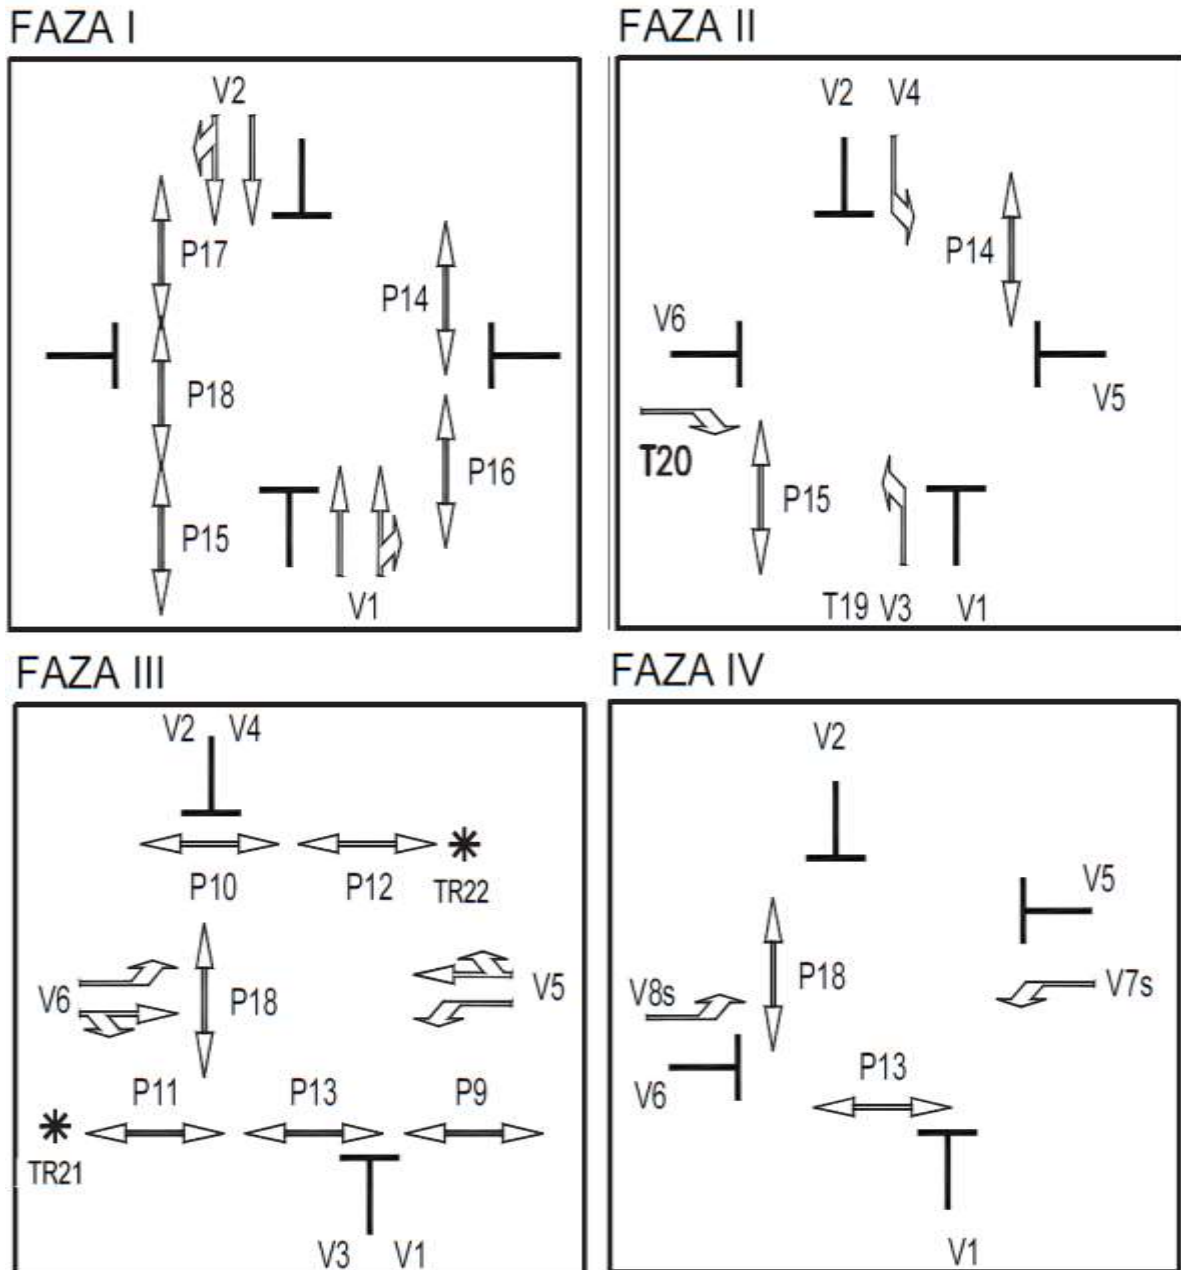 FAZA I
V2
P17
P14
P18
P16
P15
V1
FAZA II
V2 V4
P14
V6
V5
T20
P15
T19 V3 V1
FAZA III
V2 V4
P10 P12 TR22
V6 P18 V5
P11 P13 P9
TR21
V3 V1
FAZA IV
V2
V5
P18
V8s V7s
P13
V6
V1